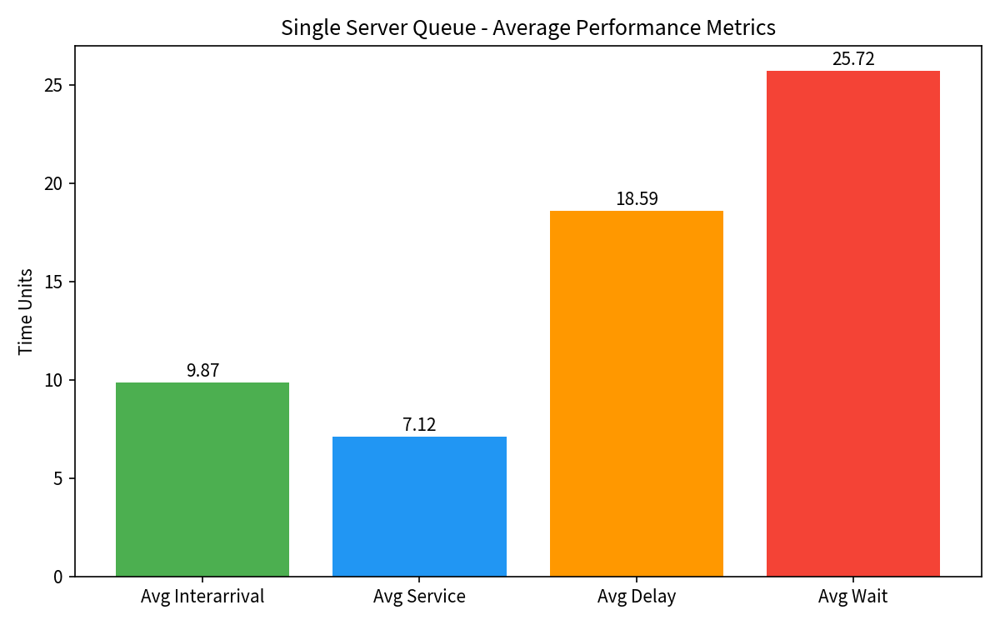 Single Server Queue - Average Performance Metrics
Time Units
25
20
15
10
5
0
9.87
7.12
18.59
25.72
Avg Interarrival
Avg Service
Avg Delay
Avg Wait